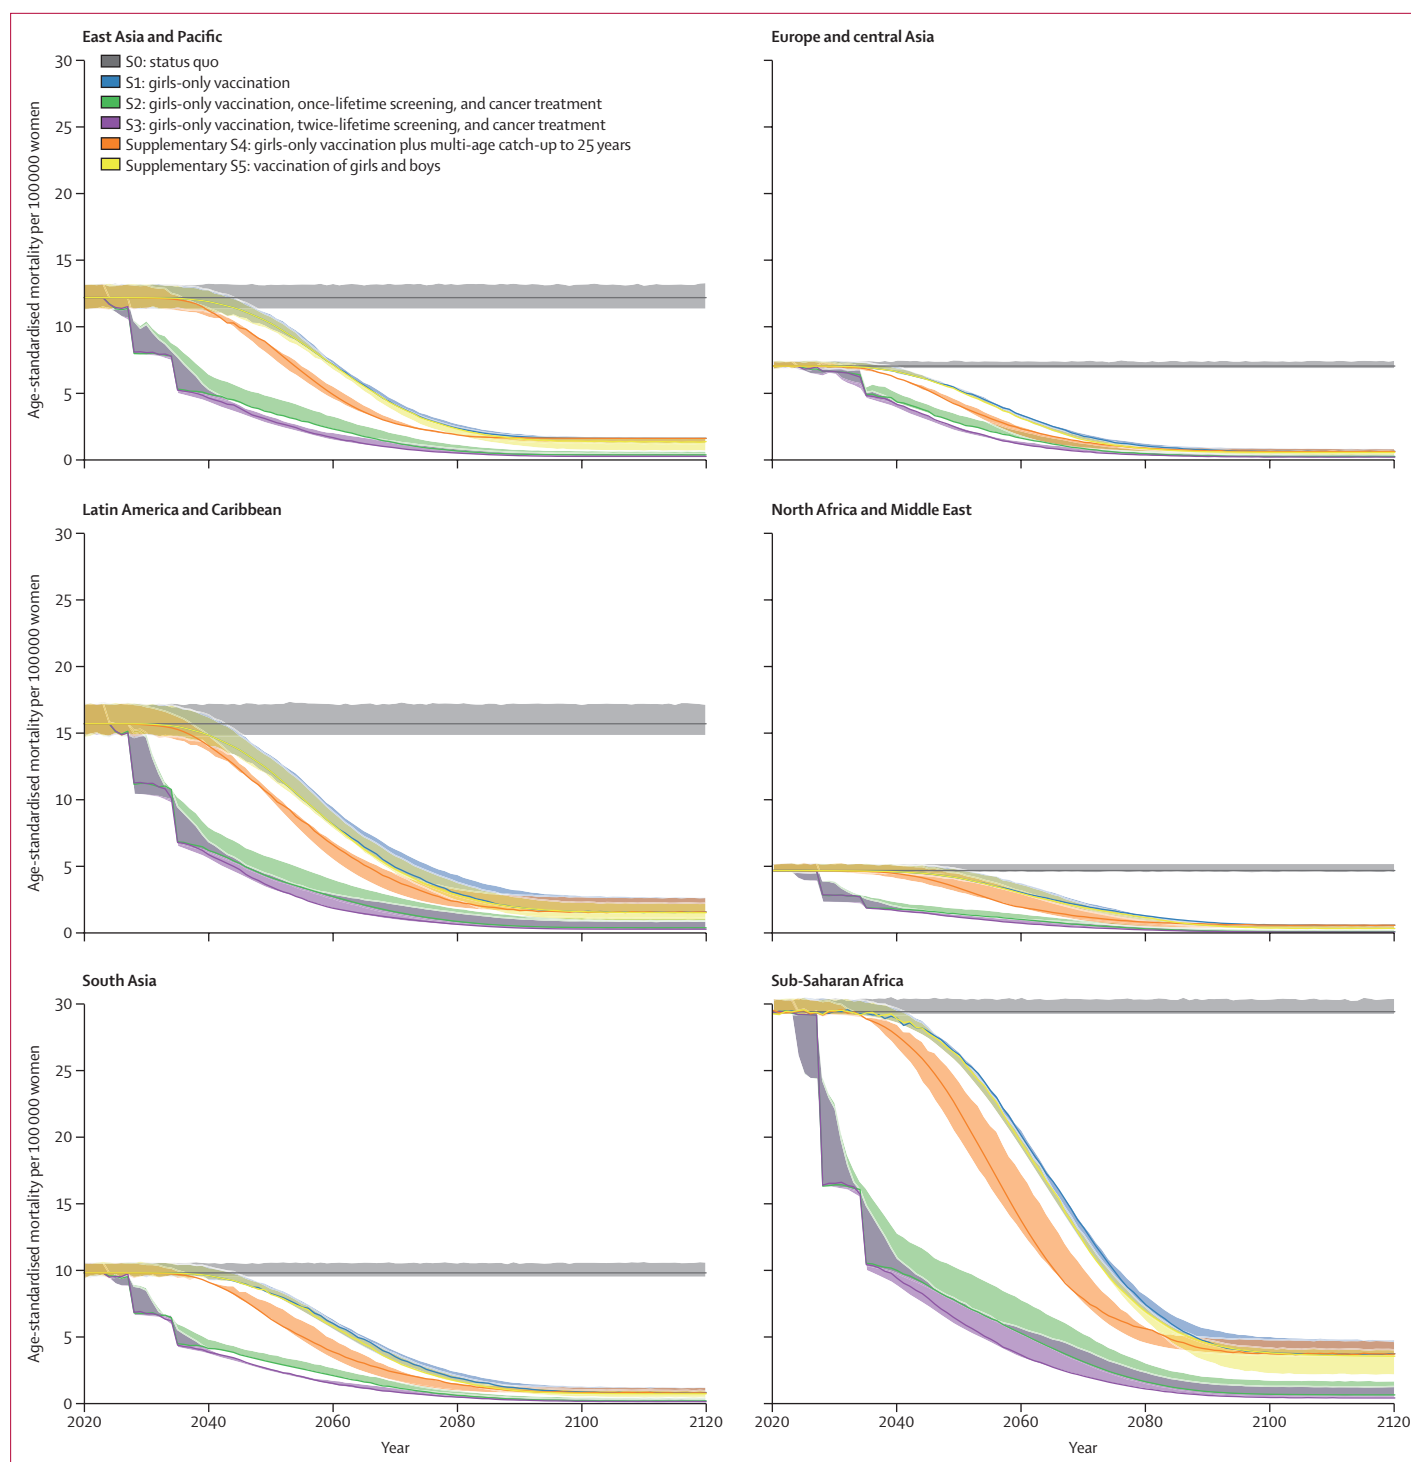 East Asia and Pacific
30
25
20
15
10
5
0
Age-standardised mortality per 100 000 women
S0: status quo
S1: girls-only vaccination
S2: girls-only vaccination, once-lifetime screening, and cancer treatment
S3: girls-only vaccination, twice-lifetime screening, and cancer treatment
Supplementary S4: girls-only vaccination plus multi-age catch-up to 25 years
Supplementary S5: vaccination of girls and boys
Europe and central Asia
Latin America and Caribbean
30
25
20
15
10
5
0
Age-standardised mortality per 100 000 women
North Africa and Middle East
South Asia
30
25
20
15
10
5
0
Age-standardised mortality per 100 000 women
2020 2040 2060 2080 2100 2120
Year
Sub-Saharan Africa
2020 2040 2060 2080 2100 2120
Year